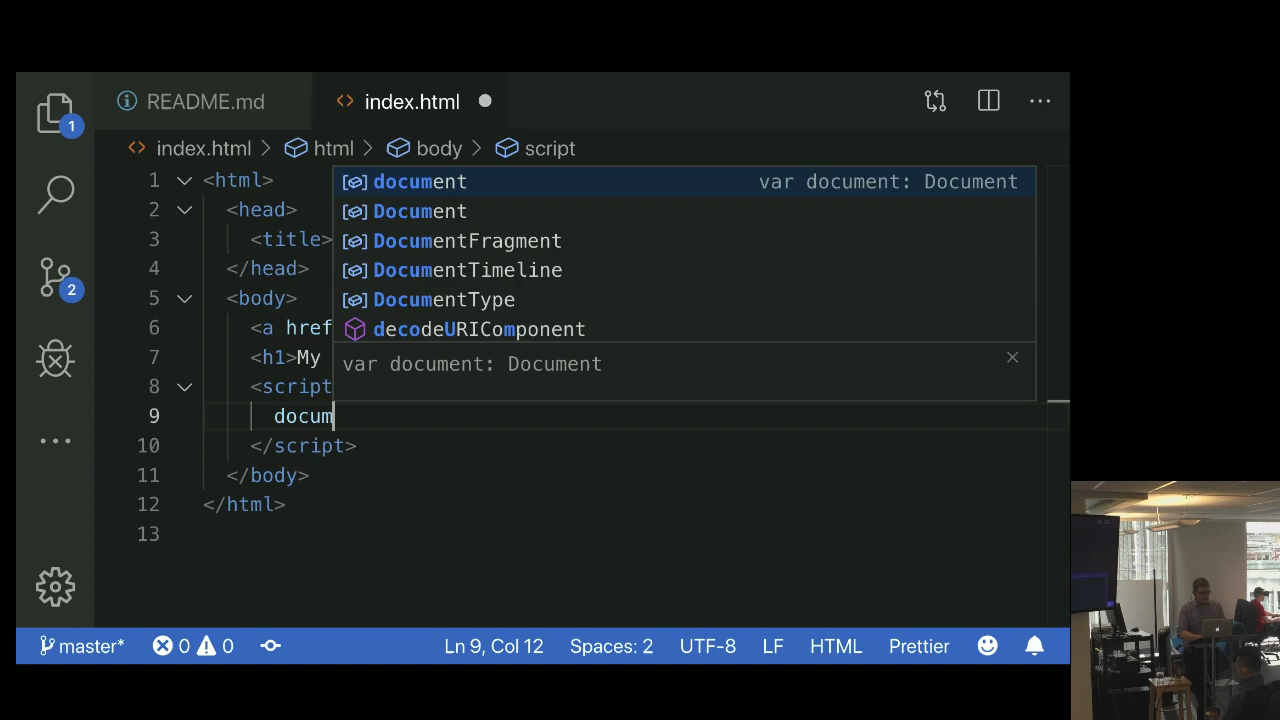 README.md
index.html
1
index.html > html > body > script
1 <html>
document var document: Document
2 <head>
Document
3 <title>
DocumentFragment
4 </head>
DocumentTimeline
5 <body>
DocumentType
6 <a href
decodeURIComponent
7 <h1>My
var document: Document
8 <script
9 docum
10 </script>
11 </body>
12 </html>
13
2
master* 0 0 Ln 9, Col 12 Spaces: 2 UTF-8 LF HTML Prettier